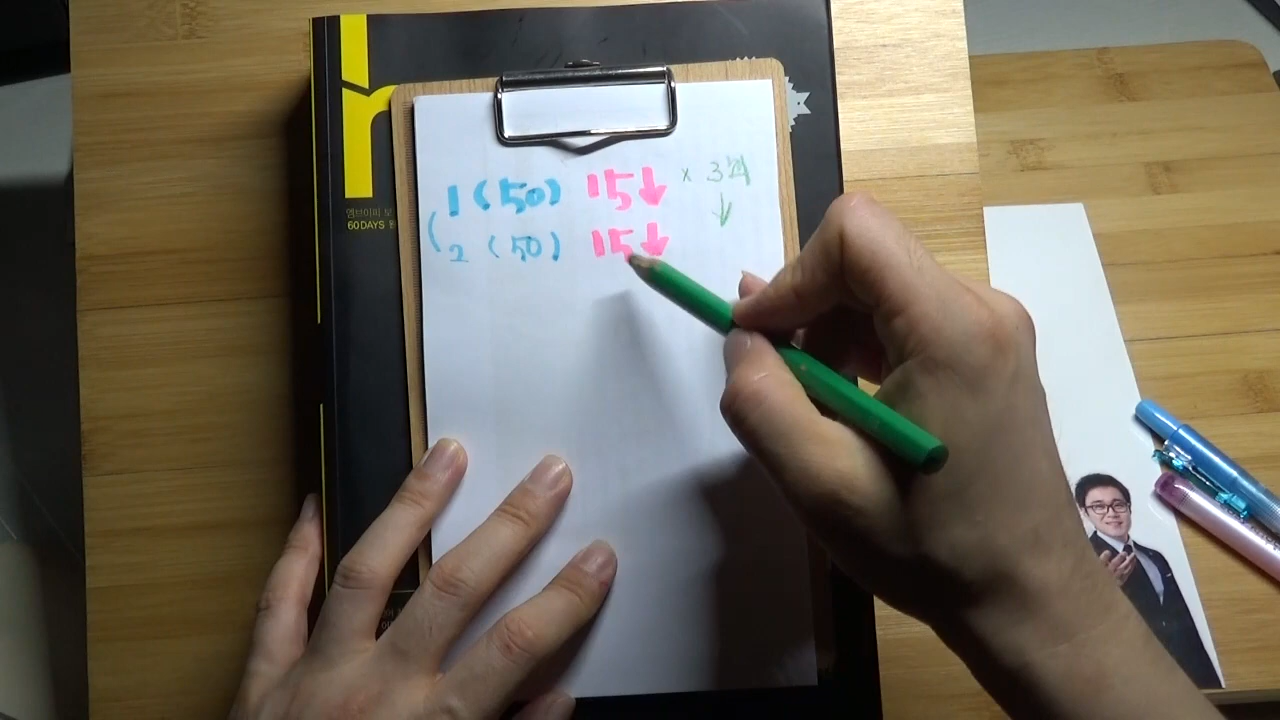 1 (50) 15↓ × 3회
↓
2 (50) 15↓
60DAYS